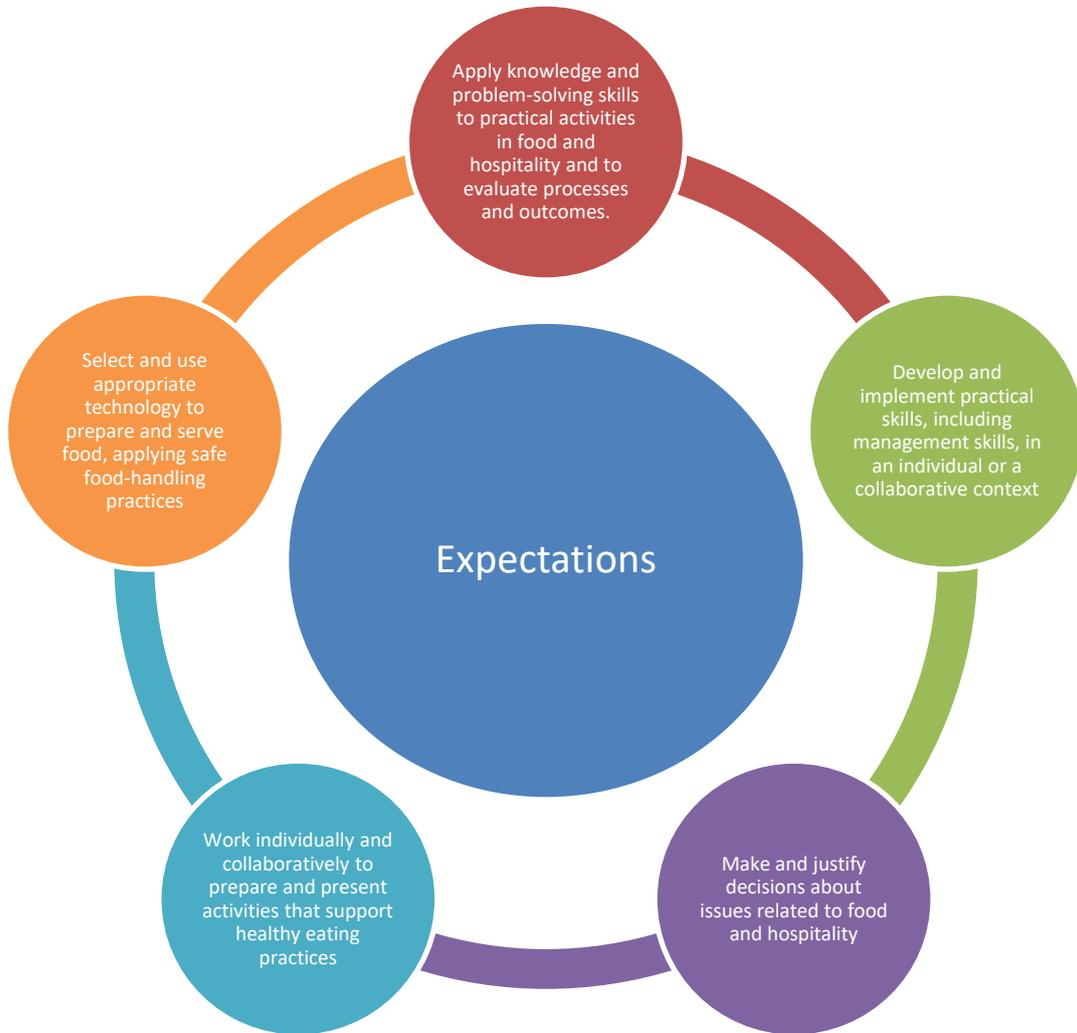 Apply knowledge and
problem-solving skills
to practical activities
in food and
hospitality and to
evaluate processes
and outcomes.
Develop and
implement practical
skills, including
management skills, in
an individual or a
collaborative context
Make and justify
decisions about
issues related to food
and hospitality
Work individually and
collaboratively to
prepare and present
activities that support
healthy eating
practices
Select and use
appropriate
technology to
prepare and serve
food, applying safe
food-handling
practices
Expectations